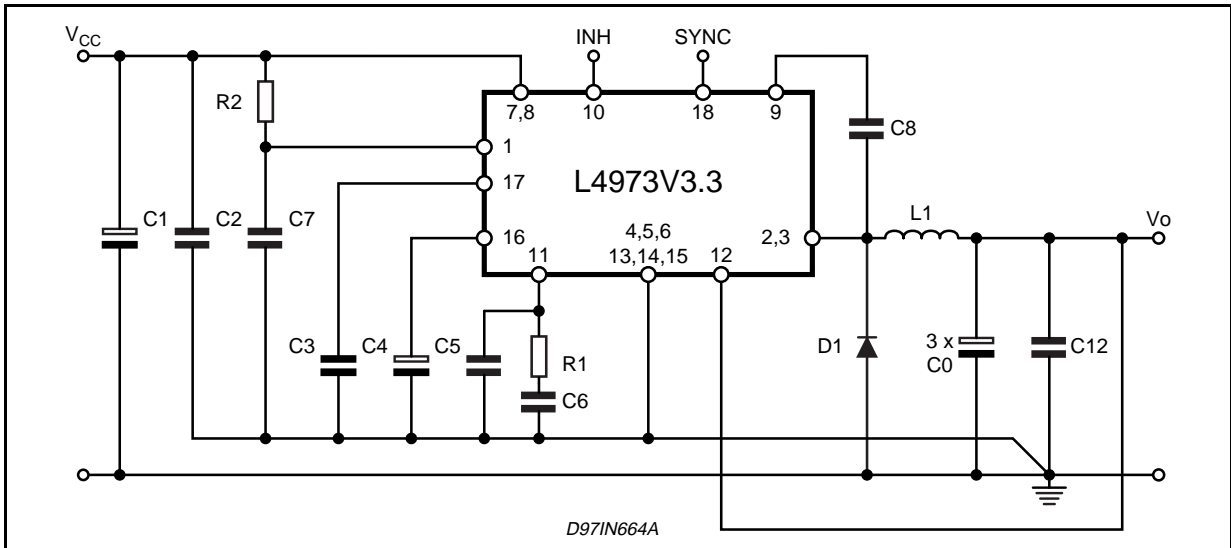 V_CC
INH
SYNC
R2
7,8
10
18
9
C8
1
L4973V3.3
17
L1
C1
C2
C7
Vo
16
4,5,6
2,3
11
13,14,15
12
C3
C4
C5
R1
D1
3 x
C0
C12
C6
D97IN664A